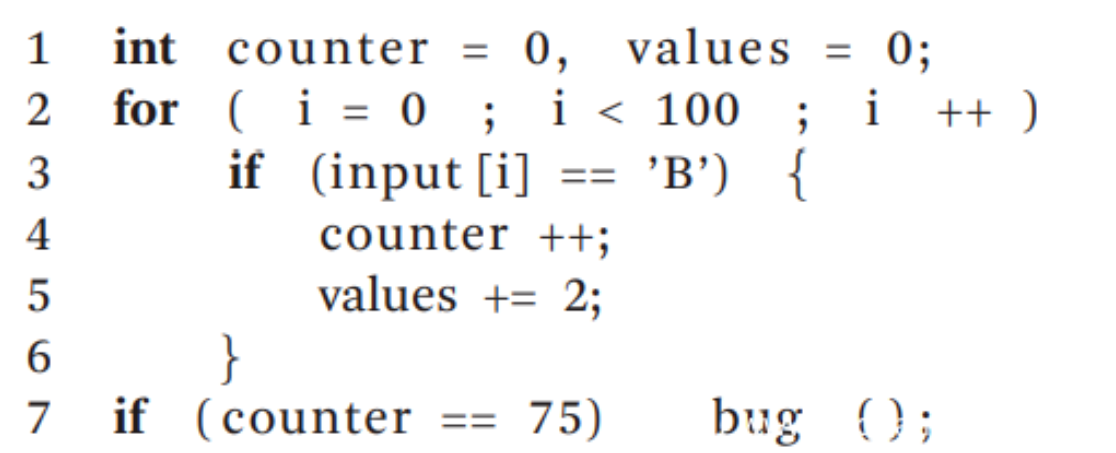 1 int counter = 0, values = 0;
2 for ( i = 0 ; i < 100 ; i ++ )
3 if (input[i] == ’B’) {
4 counter ++;
5 values += 2;
6 }
7 if (counter == 75) bug ();